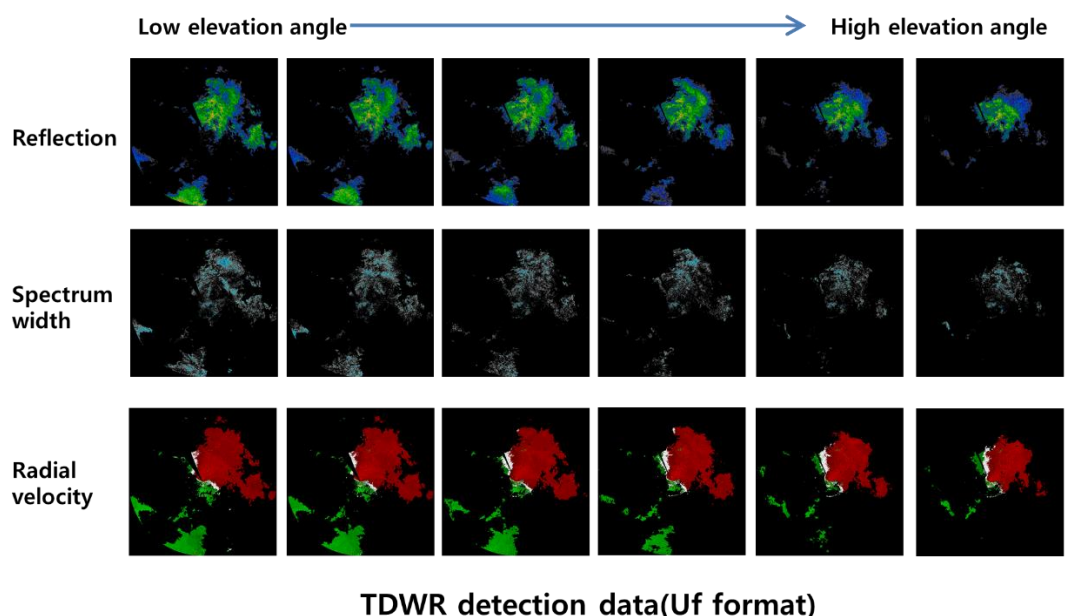 Low elevation angle
High elevation angle
Reflection
Spectrum
width
Radial
velocity
TDWR detection data(Uf format)